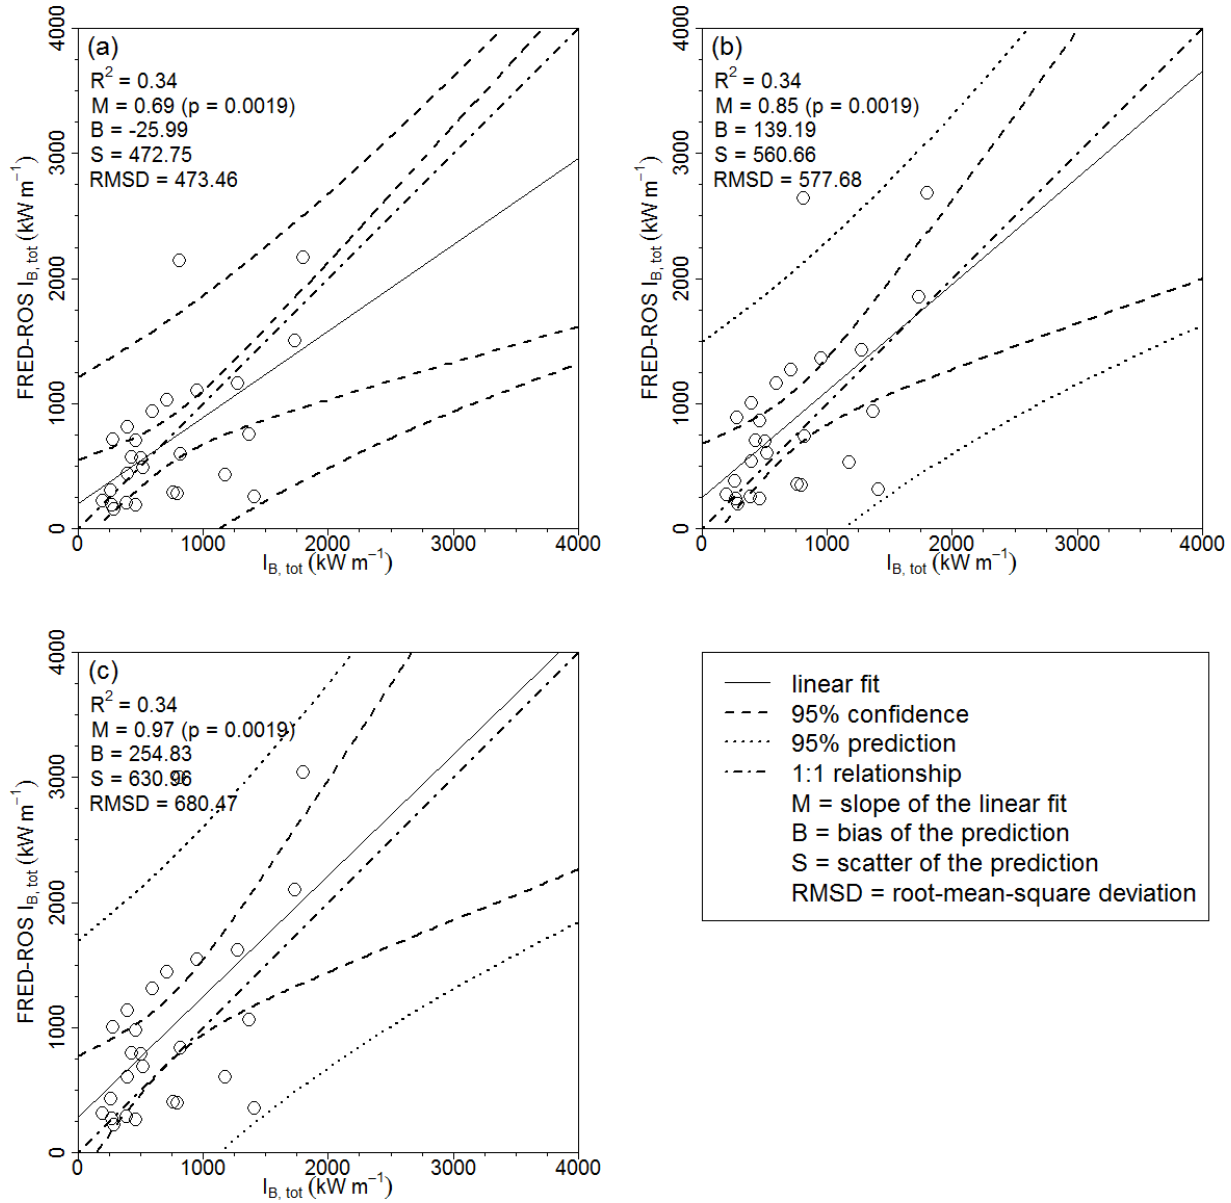 (a)
R² = 0.34
M = 0.69 (p = 0.0019)
B = -25.99
S = 472.75
RMSD = 473.46
FRED-ROS I_B, tot (kW m⁻¹)
4000
3000
2000
1000
0
0 1000 2000 3000 4000
I_B, tot (kW m⁻¹)
(b)
R² = 0.34
M = 0.85 (p = 0.0019)
B = 139.19
S = 560.66
RMSD = 577.68
FRED-ROS I_B, tot (kW m⁻¹)
4000
3000
2000
1000
0
0 1000 2000 3000 4000
I_B, tot (kW m⁻¹)
(c)
R² = 0.34
M = 0.97 (p = 0.0019)
B = 254.83
S = 630.96
RMSD = 680.47
FRED-ROS I_B, tot (kW m⁻¹)
4000
3000
2000
1000
0
0 1000 2000 3000 4000
I_B, tot (kW m⁻¹)
linear fit
95% confidence
95% prediction
1:1 relationship
M = slope of the linear fit
B = bias of the prediction
S = scatter of the prediction
RMSD = root-mean-square deviation